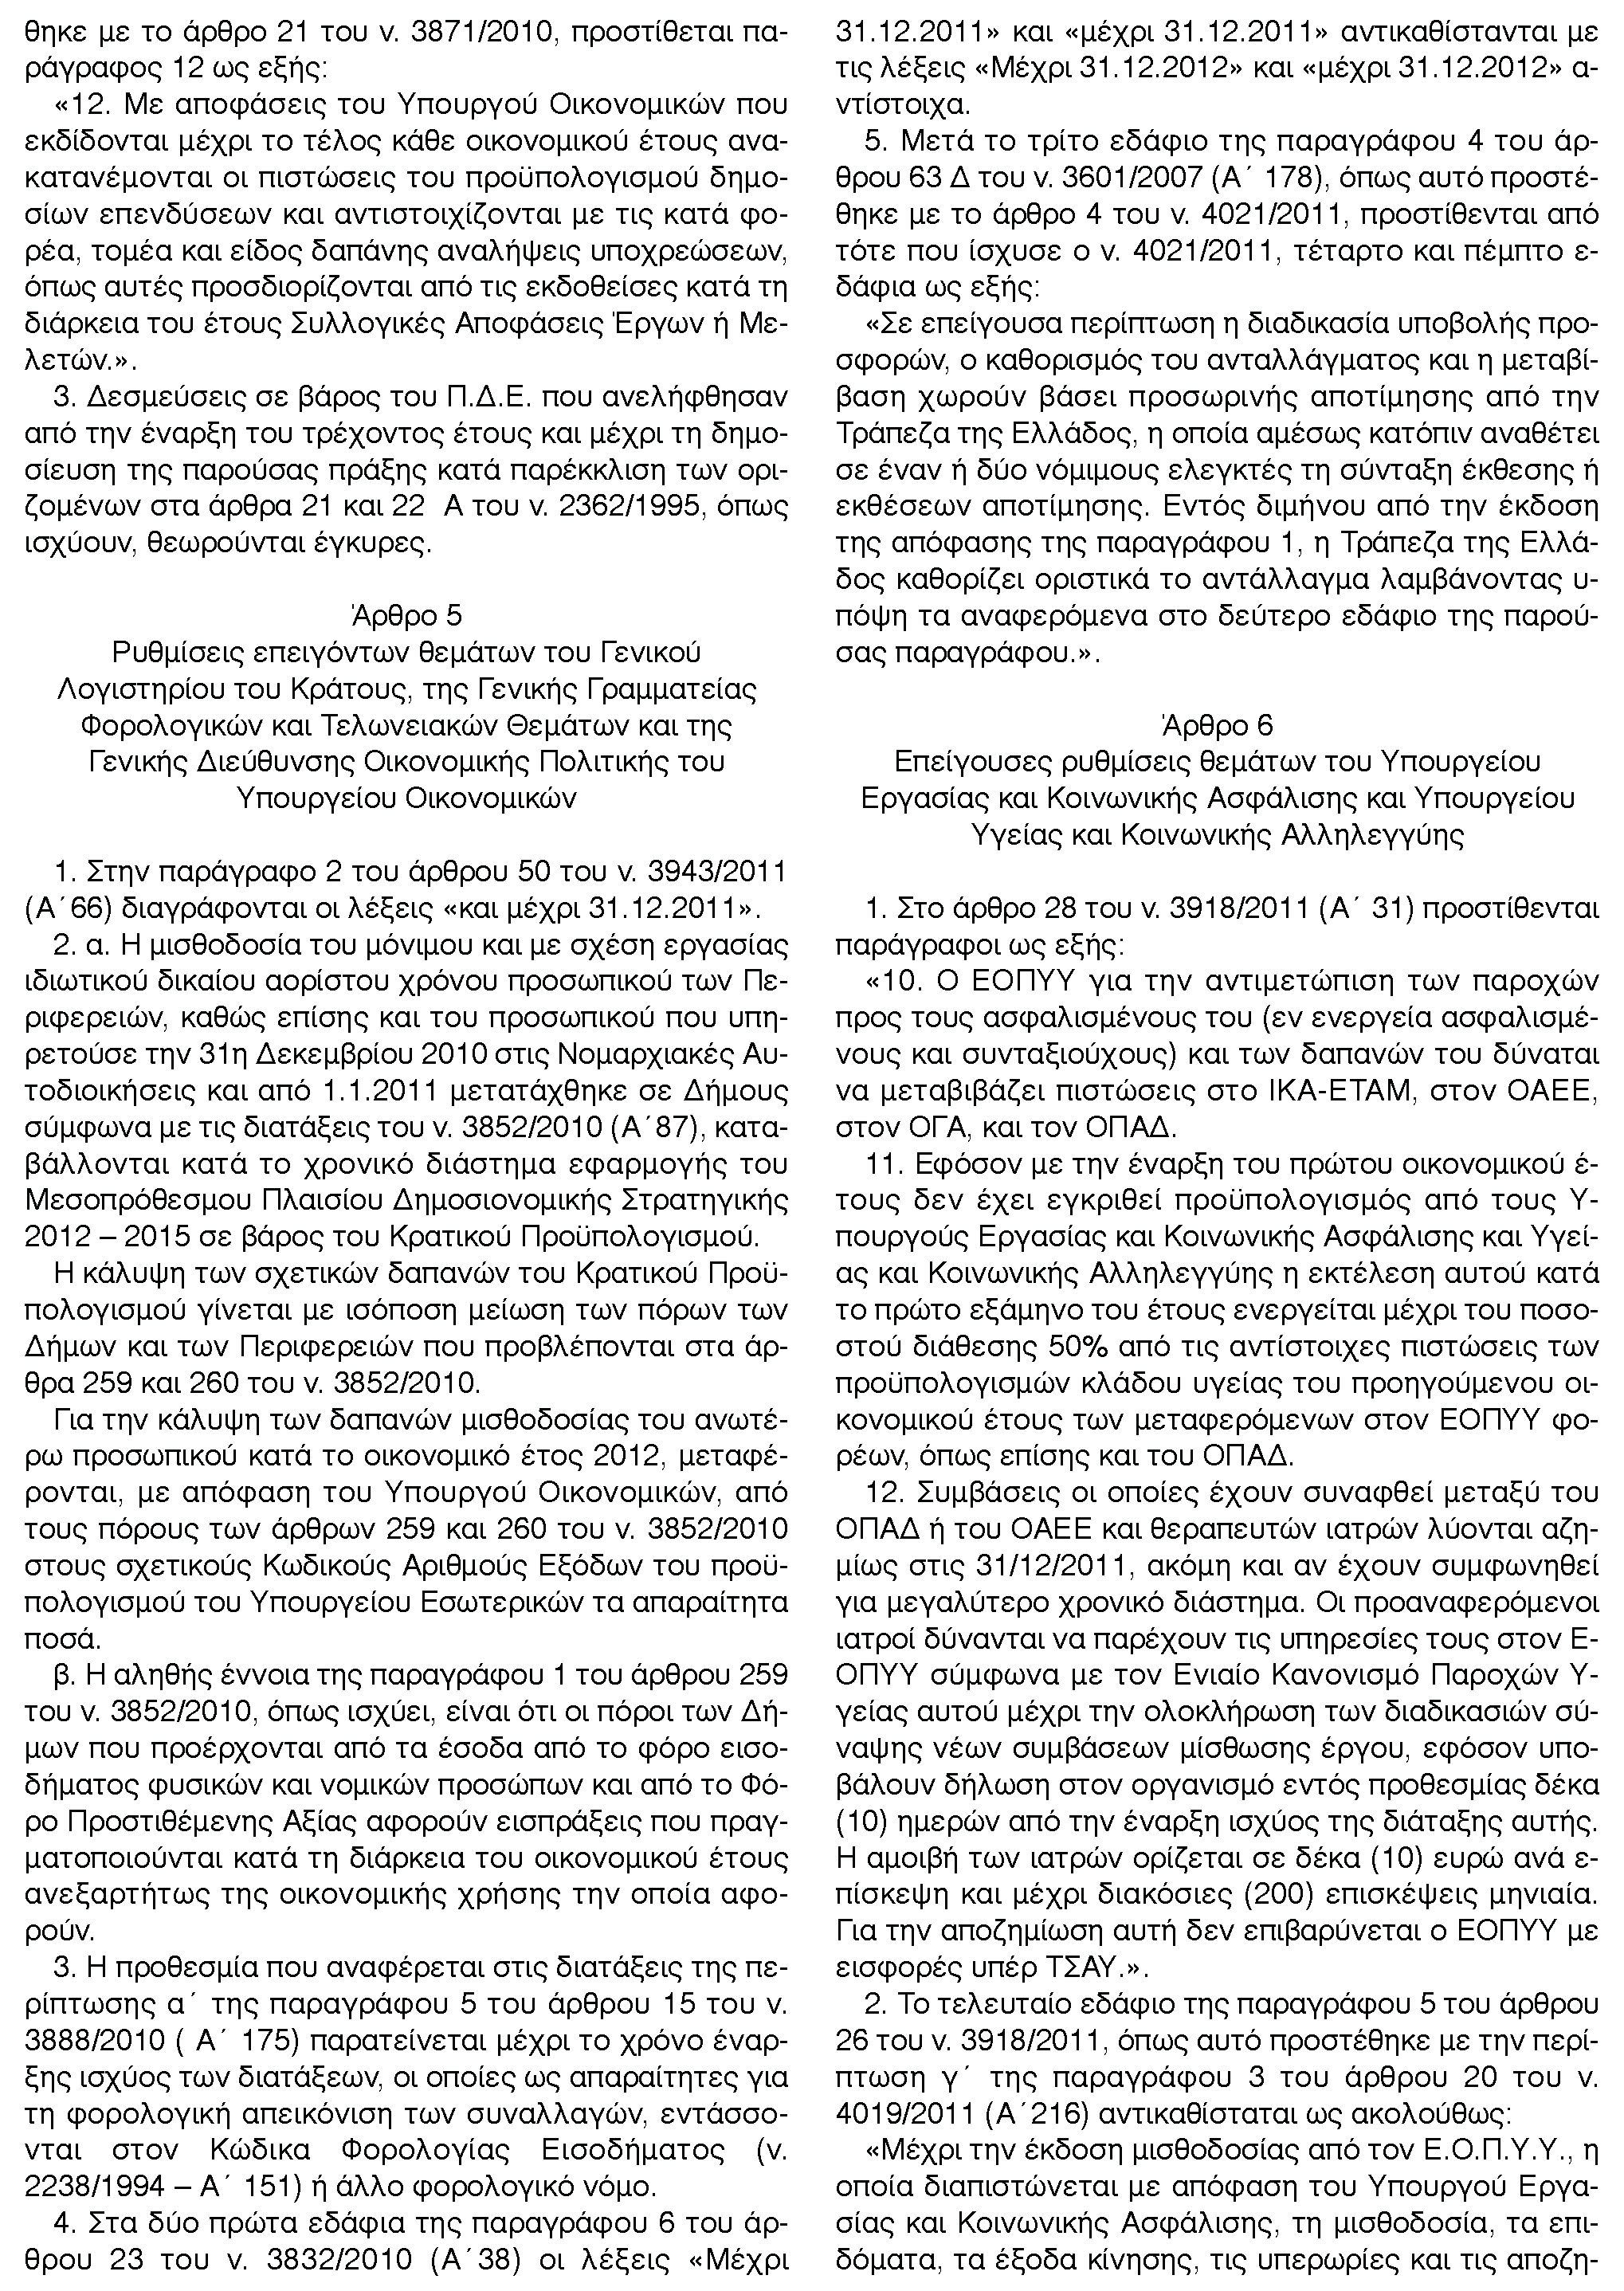 θηκε με το άρθρο 21 του ν. 3871/2010, προστίθεται πα-
ράγραφος 12 ως εξής:
«12. Με αποφάσεις του Υπουργού Οικονομικών που
εκδίδονται μέχρι το τέλος κάθε οικονομικού έτους ανα-
κατανέμονται οι πιστώσεις του προϋπολογισμού δημο-
σίων επενδύσεων και αντιστοιχίζονται με τις κατά φο-
ρέα, τομέα και είδος δαπάνης αναλήψεις υποχρεώσεων,
όπως αυτές προσδιορίζονται από τις εκδοθείσες κατά τη
διάρκεια του έτους Συλλογικές Αποφάσεις Έργων ή Με-
λετών.».
3. Δεσμεύσεις σε βάρος του Π.Δ.Ε. που ανελήφθησαν
από την έναρξη του τρέχοντος έτους και μέχρι τη δημο-
σίευση της παρούσας πράξης κατά παρέκκλιση των ορι-
ζομένων στα άρθρα 21 και 22 Α του ν. 2362/1995, όπως
ισχύουν, θεωρούνται έγκυρες.
Άρθρο 5
Ρυθμίσεις επειγόντων θεμάτων του Γενικού
Λογιστηρίου του Κράτους, της Γενικής Γραμματείας
Φορολογικών και Τελωνειακών Θεμάτων και της
Γενικής Διεύθυνσης Οικονομικής Πολιτικής του
Υπουργείου Οικονομικών
1. Στην παράγραφο 2 του άρθρου 50 του ν. 3943/2011
(Α΄66) διαγράφονται οι λέξεις «και μέχρι 31.12.2011».
2. α. Η μισθοδοσία του μόνιμου και με σχέση εργασίας
ιδιωτικού δικαίου αορίστου χρόνου προσωπικού των Πε-
ριφερειών, καθώς επίσης και του προσωπικού που υπη-
ρετούσε την 31η Δεκεμβρίου 2010 στις Νομαρχιακές Αυ-
τοδιοικήσεις και από 1.1.2011 μετατάχθηκε σε Δήμους
σύμφωνα με τις διατάξεις του ν. 3852/2010 (Α΄87), κατα-
βάλλονται κατά το χρονικό διάστημα εφαρμογής του
Μεσοπρόθεσμου Πλαισίου Δημοσιονομικής Στρατηγικής
2012 – 2015 σε βάρος του Κρατικού Προϋπολογισμού.
Η κάλυψη των σχετικών δαπανών του Κρατικού Προϋ-
πολογισμού γίνεται με ισόποση μείωση των πόρων των
Δήμων και των Περιφερειών που προβλέπονται στα άρ-
θρα 259 και 260 του ν. 3852/2010.
Για την κάλυψη των δαπανών μισθοδοσίας του ανωτέ-
ρω προσωπικού κατά το οικονομικό έτος 2012, μεταφέ-
ρονται, με απόφαση του Υπουργού Οικονομικών, από
τους πόρους των άρθρων 259 και 260 του ν. 3852/2010
στους σχετικούς Κωδικούς Αριθμούς Εξόδων του προϋ-
πολογισμού του Υπουργείου Εσωτερικών τα απαραίτητα
ποσά.
β. Η αληθής έννοια της παραγράφου 1 του άρθρου 259
του ν. 3852/2010, όπως ισχύει, είναι ότι οι πόροι των Δή-
μων που προέρχονται από τα έσοδα από το φόρο εισο-
δήματος φυσικών και νομικών προσώπων και από το Φό-
ρο Προστιθέμενης Αξίας αφορούν εισπράξεις που πραγ-
ματοποιούνται κατά τη διάρκεια του οικονομικού έτους
ανεξαρτήτως της οικονομικής χρήσης την οποία αφο-
ρούν.
3. Η προθεσμία που αναφέρεται στις διατάξεις της πε-
ρίπτωσης α΄ της παραγράφου 5 του άρθρου 15 του ν.
3888/2010 ( Α΄ 175) παρατείνεται μέχρι το χρόνο έναρ-
ξης ισχύος των διατάξεων, οι οποίες ως απαραίτητες για
τη φορολογική απεικόνιση των συναλλαγών, εντάσσο-
νται στον Κώδικα Φορολογίας Εισοδήματος (ν.
2238/1994 – Α΄ 151) ή άλλο φορολογικό νόμο.
4. Στα δύο πρώτα εδάφια της παραγράφου 6 του άρ-
θρου 23 του ν. 3832/2010 (Α΄38) οι λέξεις «Μέχρι
31.12.2011» και «μέχρι 31.12.2011» αντικαθίστανται με
τις λέξεις «Μέχρι 31.12.2012» και «μέχρι 31.12.2012» α-
ντίστοιχα.
5. Μετά το τρίτο εδάφιο της παραγράφου 4 του άρ-
θρου 63 Δ του ν. 3601/2007 (Α΄ 178), όπως αυτό προστέ-
θηκε με το άρθρο 4 του ν. 4021/2011, προστίθενται από
τότε που ίσχυσε ο ν. 4021/2011, τέταρτο και πέμπτο ε-
δάφια ως εξής:
«Σε επείγουσα περίπτωση η διαδικασία υποβολής προ-
σφορών, ο καθορισμός του ανταλλάγματος και η μεταβί-
βαση χωρούν βάσει προσωρινής αποτίμησης από την
Τράπεζα της Ελλάδος, η οποία αμέσως κατόπιν αναθέτει
σε έναν ή δύο νόμιμους ελεγκτές τη σύνταξη έκθεσης ή
εκθέσεων αποτίμησης. Εντός διμήνου από την έκδοση
της απόφασης της παραγράφου 1, η Τράπεζα της Ελλά-
δος καθορίζει οριστικά το αντάλλαγμα λαμβάνοντας υ-
πόψη τα αναφερόμενα στο δεύτερο εδάφιο της παρού-
σας παραγράφου.».
Άρθρο 6
Επείγουσες ρυθμίσεις θεμάτων του Υπουργείου
Εργασίας και Κοινωνικής Ασφάλισης και Υπουργείου
Υγείας και Κοινωνικής Αλληλεγγύης
1. Στο άρθρο 28 του ν. 3918/2011 (Α΄ 31) προστίθενται
παράγραφοι ως εξής:
«10. Ο ΕΟΠΥΥ για την αντιμετώπιση των παροχών
προς τους ασφαλισμένους του (εν ενεργεία ασφαλισμέ-
νους και συνταξιούχους) και των δαπανών του δύναται
να μεταβιβάζει πιστώσεις στο ΙΚΑ-ΕΤΑΜ, στον ΟΑΕΕ,
στον ΟΓΑ, και τον ΟΠΑΔ.
11. Εφόσον με την έναρξη του πρώτου οικονομικού έ-
τους δεν έχει εγκριθεί προϋπολογισμός από τους Υ-
πουργούς Εργασίας και Κοινωνικής Ασφάλισης και Υγεί-
ας και Κοινωνικής Αλληλεγγύης η εκτέλεση αυτού κατά
το πρώτο εξάμηνο του έτους ενεργείται μέχρι του ποσο-
στού διάθεσης 50% από τις αντίστοιχες πιστώσεις των
προϋπολογισμών κλάδου υγείας του προηγούμενου οι-
κονομικού έτους των μεταφερόμενων στον ΕΟΠΥΥ φο-
ρέων, όπως επίσης και του ΟΠΑΔ.
12. Συμβάσεις οι οποίες έχουν συναφθεί μεταξύ του
ΟΠΑΔ ή του ΟΑΕΕ και θεραπευτών ιατρών λύονται αζη-
μίως στις 31/12/2011, ακόμη και αν έχουν συμφωνηθεί
για μεγαλύτερο χρονικό διάστημα. Οι προαναφερόμενοι
ιατροί δύνανται να παρέχουν τις υπηρεσίες τους στον Ε-
ΟΠΥΥ σύμφωνα με τον Ενιαίο Κανονισμό Παροχών Υ-
γείας αυτού μέχρι την ολοκλήρωση των διαδικασιών σύ-
ναψης νέων συμβάσεων μίσθωσης έργου, εφόσον υπο-
βάλουν δήλωση στον οργανισμό εντός προθεσμίας δέκα
(10) ημερών από την έναρξη ισχύος της διάταξης αυτής.
Η αμοιβή των ιατρών ορίζεται σε δέκα (10) ευρώ ανά ε-
πίσκεψη και μέχρι διακόσιες (200) επισκέψεις μηνιαία.
Για την αποζημίωση αυτή δεν επιβαρύνεται ο ΕΟΠΥΥ με
εισφορές υπέρ ΤΣΑΥ.».
2. Το τελευταίο εδάφιο της παραγράφου 5 του άρθρου
26 του ν. 3918/2011, όπως αυτό προστέθηκε με την περί-
πτωση γ΄ της παραγράφου 3 του άρθρου 20 του ν.
4019/2011 (Α΄216) αντικαθίσταται ως ακολούθως:
«Μέχρι την έκδοση μισθοδοσίας από τον Ε.Ο.Π.Υ.Υ., η
οποία διαπιστώνεται με απόφαση του Υπουργού Εργα-
σίας και Κοινωνικής Ασφάλισης, τη μισθοδοσία, τα επι-
δόματα, τα έξοδα κίνησης, τις υπερωρίες και τις αποζη-